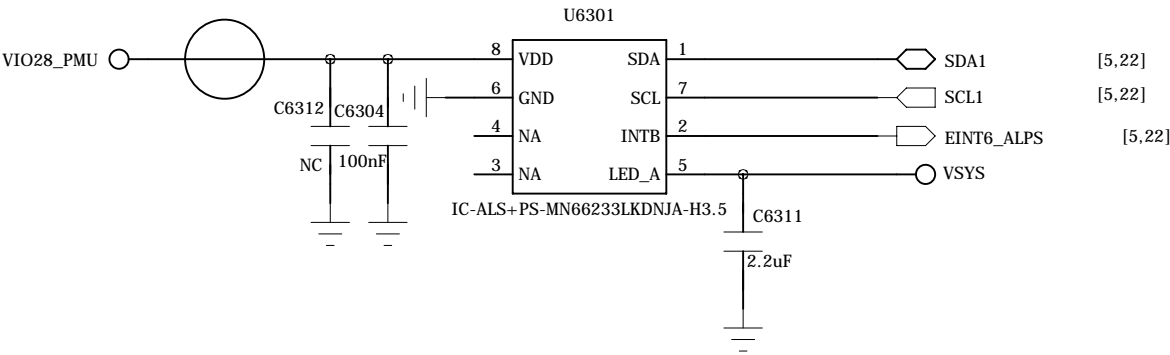 U6301
VIO28_PMU
8 VDD SDA 1 SDA1 [5,22]
6 GND SCL 7 SCL1 [5,22]
C6312 C6304
4 NA INTB 2 EINT6_ALPS [5,22]
NC 100nF
3 NA LED_A 5 VSYS
IC-ALS+PS-MN66233LKDNJA-H3.5
C6311
2.2uF